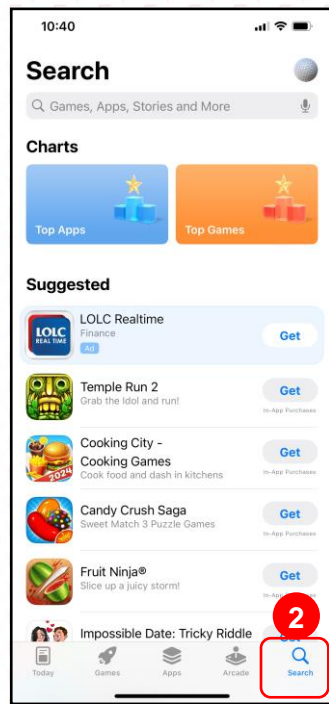 10:40
Search
Games, Apps, Stories and More
Charts
Top Apps
Top Games
Suggested
LOLC
REAL TIME
LOLC Realtime
Finance
Ad
Get
Temple Run 2
Grab the Idol and run!
Get
In-App Purchases
2024
Cooking City -
Cooking Games
Cook food and dash in kitchens
Get
In-App Purchases
Candy Crush Saga
Sweet Match 3 Puzzle Games
Get
In-App Purchases
Fruit Ninja®
Slice up a juicy storm!
Get
Impossible Date: Tricky Riddle
2
Today
Games
Apps
Arcade
Search